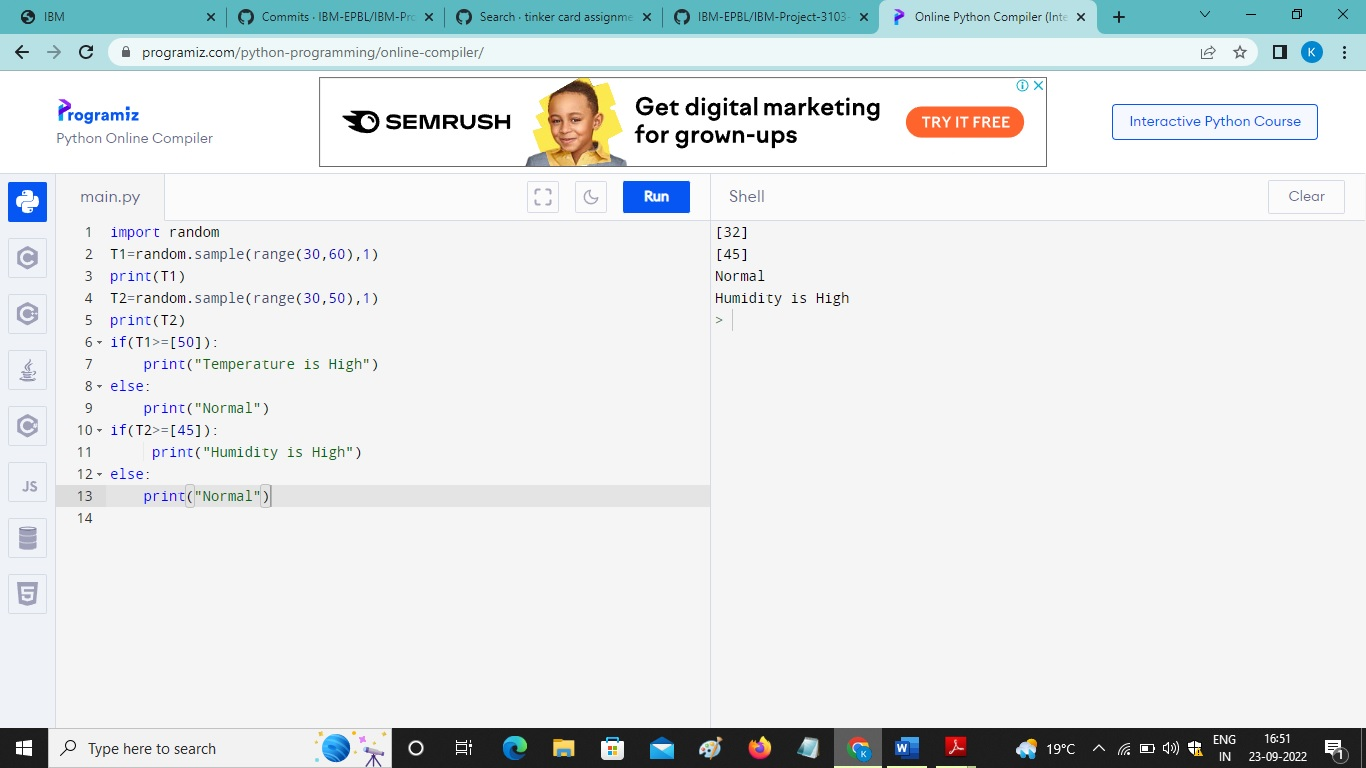 IBM
Commits · IBM-EPBL/IBM-Pro
Search · tinker card assignme
IBM-EPBL/IBM-Project-3103-
Online Python Compiler (Inte
programiz.com/python-programming/online-compiler/
K
Programiz
Python Online Compiler
SEMRUSH
Get digital marketing
for grown-ups
TRY IT FREE
Interactive Python Course
main.py
Run
Shell
Clear
1 import random
2 T1=random.sample(range(30,60),1)
3 print(T1)
4 T2=random.sample(range(30,50),1)
5 print(T2)
6 if(T1>=[50]):
7     print("Temperature is High")
8 else:
9     print("Normal")
10 if(T2>=[45]):
11      print("Humidity is High")
12 else:
13     print("Normal")
14
[32]
[45]
Normal
Humidity is High
>
JS
Type here to search
19°C
ENG
IN
16:51
23-09-2022
1